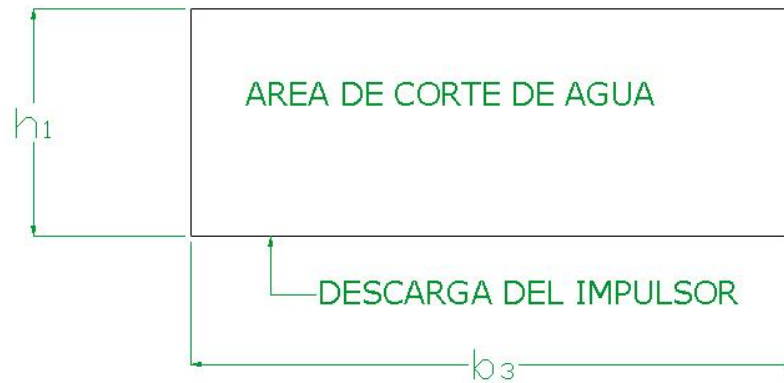 AREA DE CORTE DE AGUA
h1
DESCARGA DEL IMPULSOR
b3